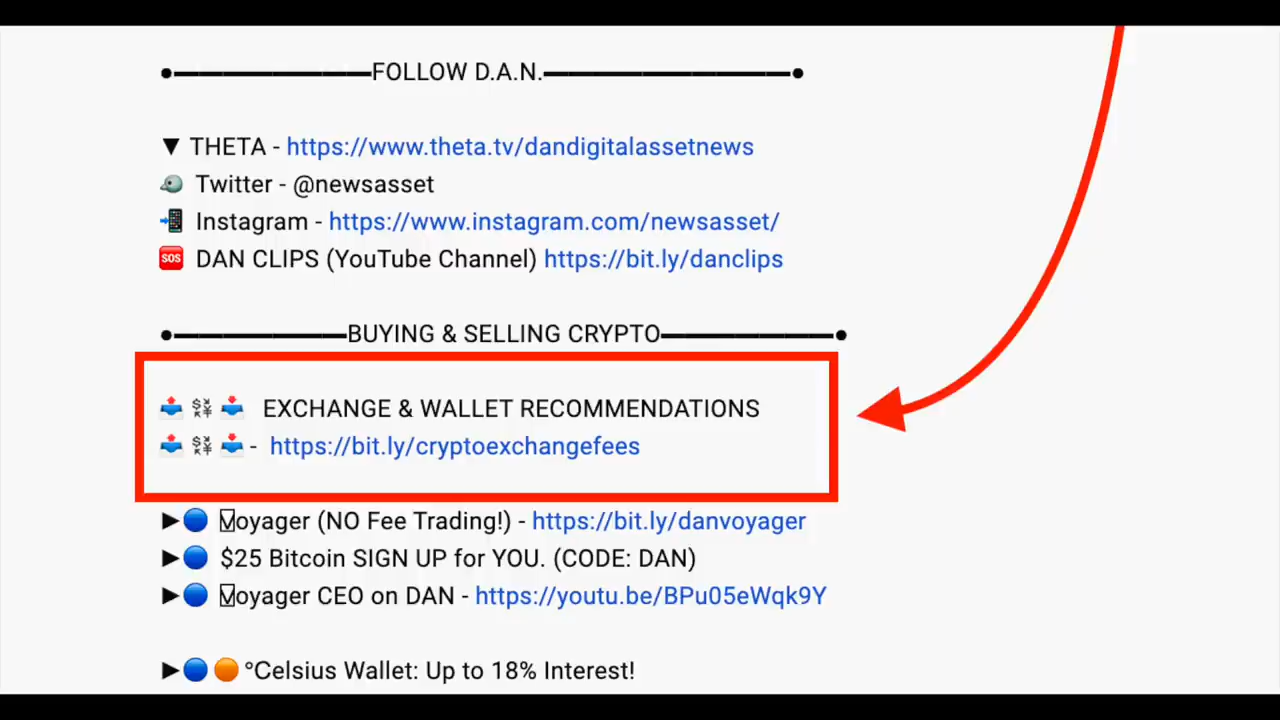 ●▬▬▬▬▬▬▬▬FOLLOW D.A.N.▬▬▬▬▬▬▬▬▬▬●
▼ THETA - https://www.theta.tv/dandigitalassetnews
🐦 Twitter - @newsasset
📲 Instagram - https://www.instagram.com/newsasset/
🆘 DAN CLIPS (YouTube Channel) https://bit.ly/danclips
●▬▬▬▬▬▬▬BUYING & SELLING CRYPTO▬▬▬▬▬▬▬●
📤 💱 📥 EXCHANGE & WALLET RECOMMENDATIONS
📤 💱 📥 - https://bit.ly/cryptoexchangefees
►🔵 Voyager (NO Fee Trading!) - https://bit.ly/danvoyager
►🔵 $25 Bitcoin SIGN UP for YOU. (CODE: DAN)
►🔵 Voyager CEO on DAN - https://youtu.be/BPu05eWqk9Y
►🔵🟠 °Celsius Wallet: Up to 18% Interest!